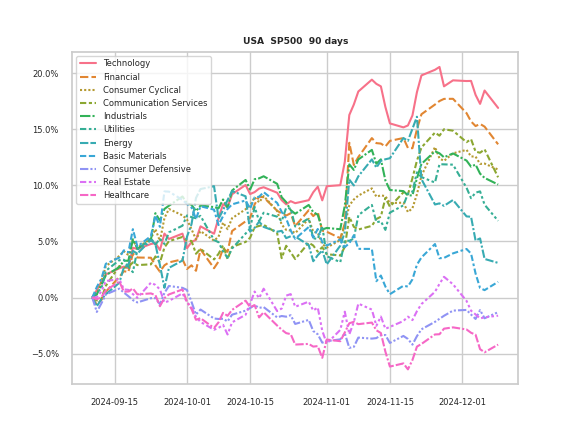 USA SP500 90 days
Technology
Financial
Consumer Cyclical
Communication Services
Industrials
Utilities
Energy
Basic Materials
Consumer Defensive
Real Estate
Healthcare
20.0%
15.0%
10.0%
5.0%
0.0%
−5.0%
2024-09-15 2024-10-01 2024-10-15 2024-11-01 2024-11-15 2024-12-01